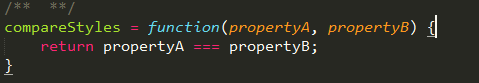 /**  **/
compareStyles = function(propertyA, propertyB) {
    return propertyA === propertyB;
}